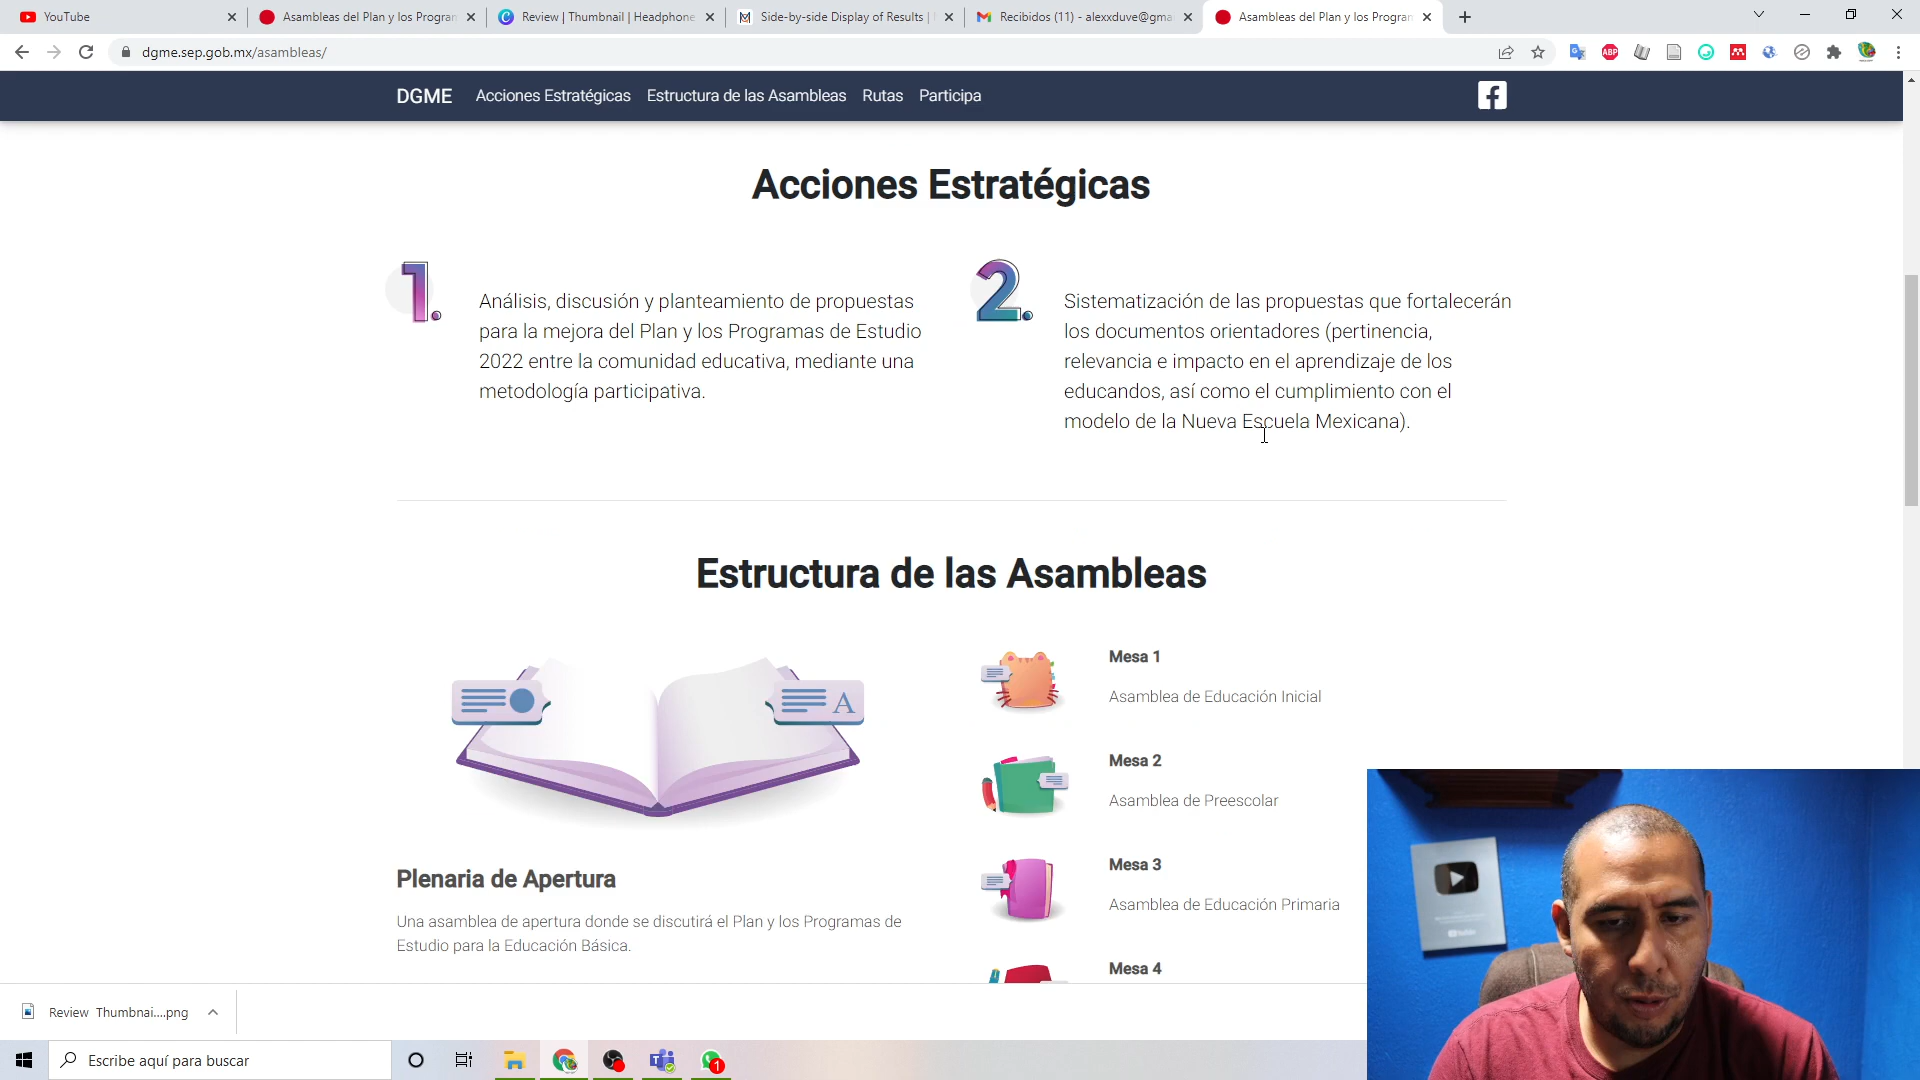 YouTube
Asambleas del Plan y los Progran
Review | Thumbnail | Headphone
Side-by-side Display of Results |
Recibidos (11) - alexxduve@gma
Asambleas del Plan y los Progran
dgme.sep.gob.mx/asambleas/
DGME
Acciones Estratégicas
Estructura de las Asambleas
Rutas
Participa
Acciones Estratégicas
1.
Análisis, discusión y planteamiento de propuestas
para la mejora del Plan y los Programas de Estudio
2022 entre la comunidad educativa, mediante una
metodología participativa.
2.
Sistematización de las propuestas que fortalecerán
los documentos orientadores (pertinencia,
relevancia e impacto en el aprendizaje de los
educandos, así como el cumplimiento con el
modelo de la Nueva Escuela Mexicana).
Estructura de las Asambleas
A
Plenaria de Apertura
Una asamblea de apertura donde se discutirá el Plan y los Programas de
Estudio para la Educación Básica.
Mesa 1
Asamblea de Educación Inicial
Mesa 2
Asamblea de Preescolar
Mesa 3
Asamblea de Educación Primaria
Mesa 4
Review Thumbnai....png
Escribe aquí para buscar
1
ABP